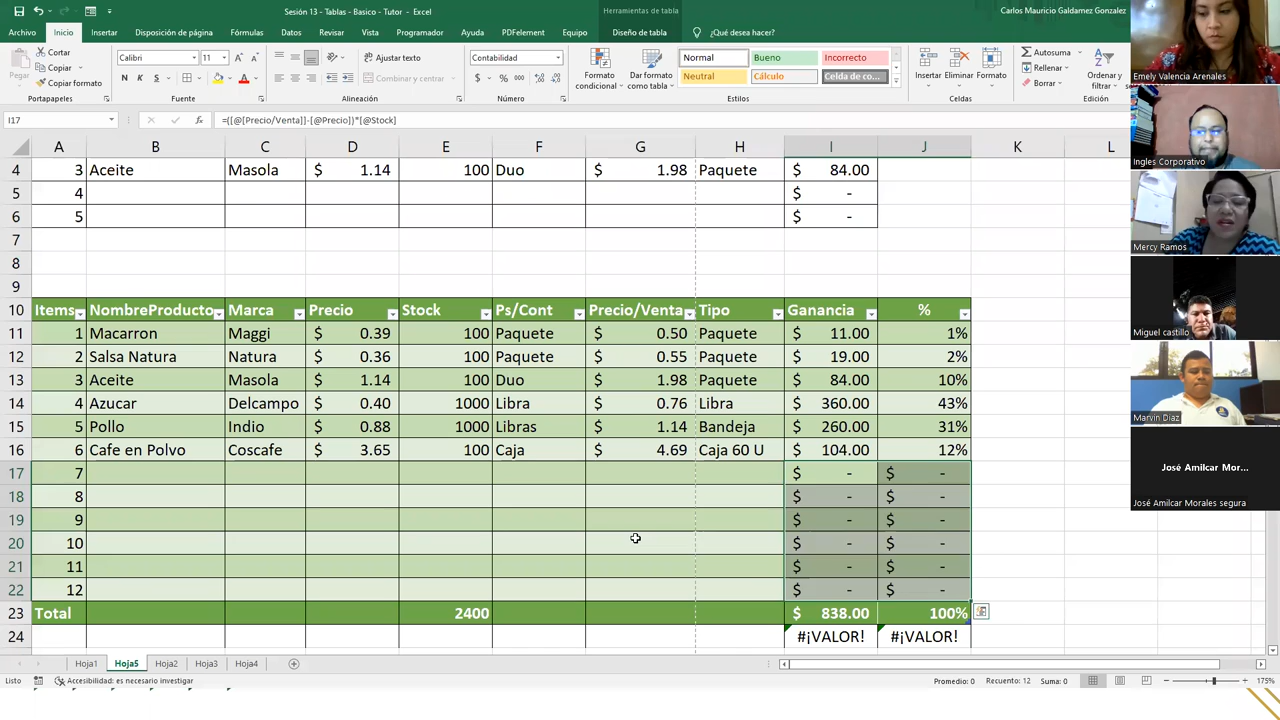 Sesión 13 - Tablas - Basico - Tutor - Excel
Herramientas de tabla
Carlos Mauricio Galdamez Gonzalez
Archivo Inicio Insertar Disposición de página Fórmulas Datos Revisar Vista Programador Ayuda PDFelement Equipo Diseño de tabla ¿Qué desea hacer?
Pegar
Cortar
Copiar
Copiar formato
Portapapeles
Calibri 11
N K S
Fuente
Ajustar texto
Combinar y centrar
Alineación
Contabilidad
$ % 000
Número
Formato condicional
Dar formato como tabla
Normal Bueno Incorrecto
Neutral Cálculo Celda de co...
Estilos
Insertar Eliminar Formato
Celdas
Autosuma
Rellenar
Borrar
Ordenar y filtrar
Edición
I17 fx =([@[Precio/Venta]]-[@Precio])*[@Stock]
A B C D E F G H I J K L
4 3 Aceite Masola $ 1.14 100 Duo $ 1.98 Paquete $ 84.00
5 4 $ -
6 5 $ -
7
8
9
10 Items NombreProducto Marca Precio Stock Ps/Cont Precio/Venta Tipo Ganancia %
11 1 Macarron Maggi $ 0.39 100 Paquete $ 0.50 Paquete $ 11.00 1%
12 2 Salsa Natura Natura $ 0.36 100 Paquete $ 0.55 Paquete $ 19.00 2%
13 3 Aceite Masola $ 1.14 100 Duo $ 1.98 Paquete $ 84.00 10%
14 4 Azucar Delcampo $ 0.40 1000 Libra $ 0.76 Libra $ 360.00 43%
15 5 Pollo Indio $ 0.88 1000 Libras $ 1.14 Bandeja $ 260.00 31%
16 6 Cafe en Polvo Coscafe $ 3.65 100 Caja $ 4.69 Caja 60 U $ 104.00 12%
17 7 $ - $ -
18 8 $ - $ -
19 9 $ - $ -
20 10 $ - $ -
21 11 $ - $ -
22 12 $ - $ -
23 Total 2400 $ 838.00 100%
24 #¡VALOR! #¡VALOR!
Hoja1 Hoja5 Hoja2 Hoja3 Hoja4
Listo Accesibilidad: es necesario investigar Promedio: 0 Recuento: 12 Suma: 0 175%
Emely Valencia Arenales
Ingles Corporativo
Mercy Ramos
Miguel castillo
Marvin Diaz
José Amilcar Mor...
José Amilcar Morales segura